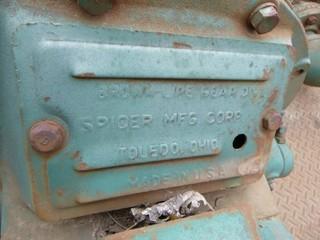 BROWN-LIPE GEAR DIV
SPICER MFG. CORP.
TOLEDO, OHIO
MADE IN U.S.A.